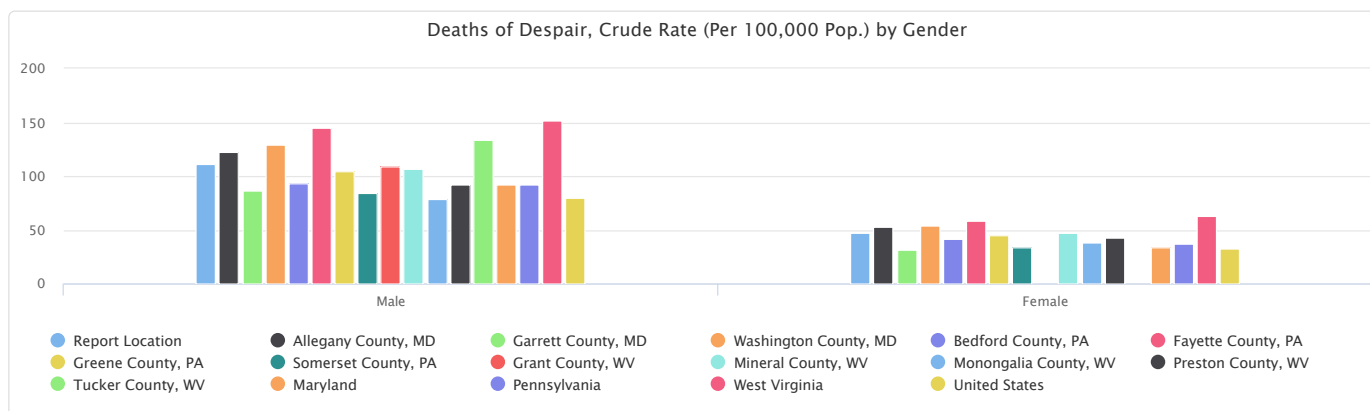 Deaths of Despair, Crude Rate (Per 100,000 Pop.) by Gender
200
150
100
50
0
Male Female
Report Location Allegany County, MD Garrett County, MD Washington County, MD Bedford County, PA Fayette County, PA
Greene County, PA Somerset County, PA Grant County, WV Mineral County, WV Monongalia County, WV Preston County, WV
Tucker County, WV Maryland Pennsylvania West Virginia United States